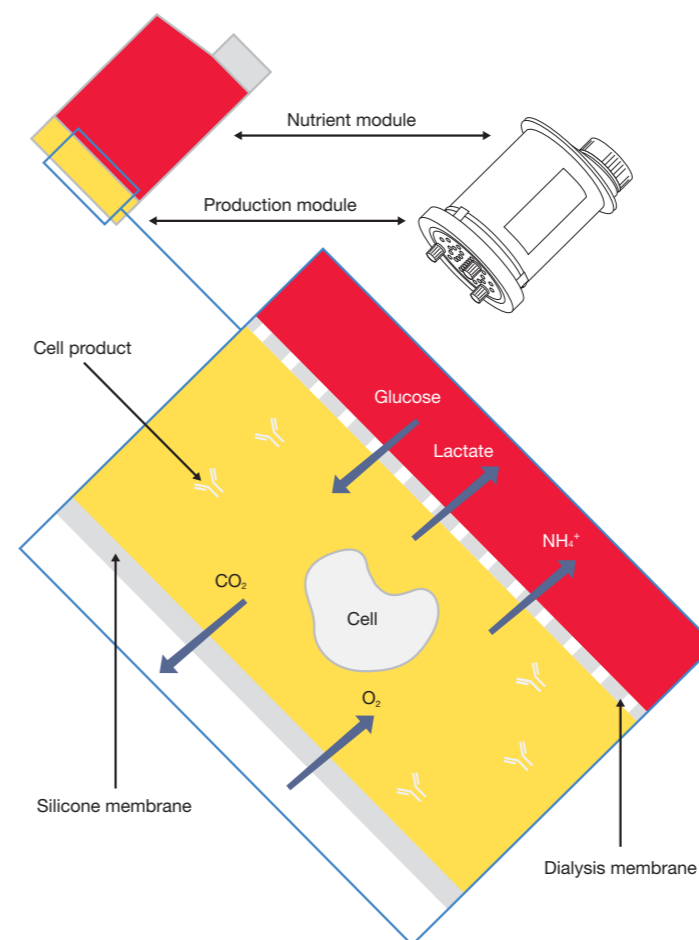 Nutrient module
Production module
Cell product
Glucose
Lactate
NH₄⁺
CO₂
Cell
O₂
Silicone membrane
Dialysis membrane